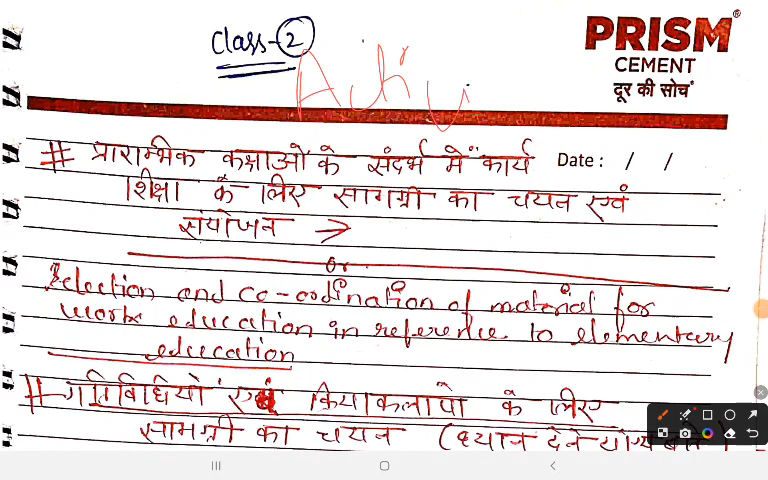 Class-2
PRISM
CEMENT
दूर की सोच
# प्रारम्भिक कक्षाओं के संदर्भ में कार्य
Date : / /
शिक्षा के लिए सामग्री का चयन एवं
संयोजन →
Or
Selection and co-ordination of material for
work education in reference to elementary
education
# गतिविधियों एवं क्रियाकलापों के लिए
सामग्री का चयन (ध्यान देने योग्य बातें)